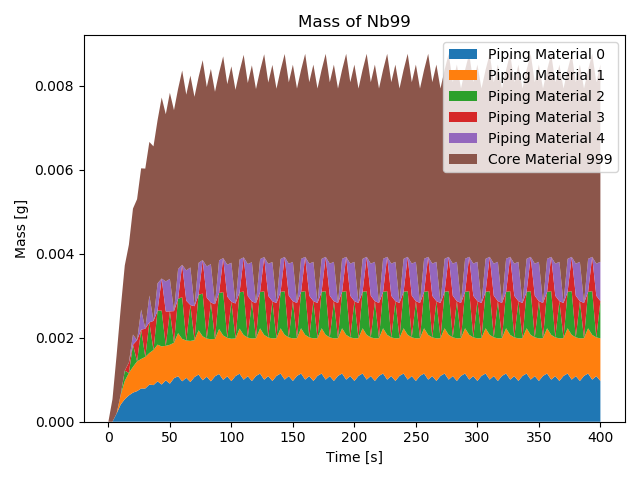 Mass of Nb99
Piping Material 0
Piping Material 1
Piping Material 2
Piping Material 3
Piping Material 4
Core Material 999
Mass [g]
0.008
0.006
0.004
0.002
0.000
0 50 100 150 200 250 300 350 400
Time [s]